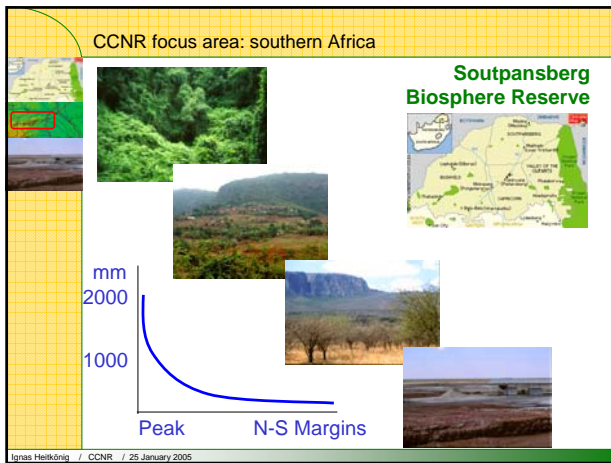 CCNR focus area: southern Africa
Soutpansberg
Biosphere Reserve
mm
2000
1000
Peak
N-S Margins
Ignas Heitkönig / CCNR / 25 January 2005